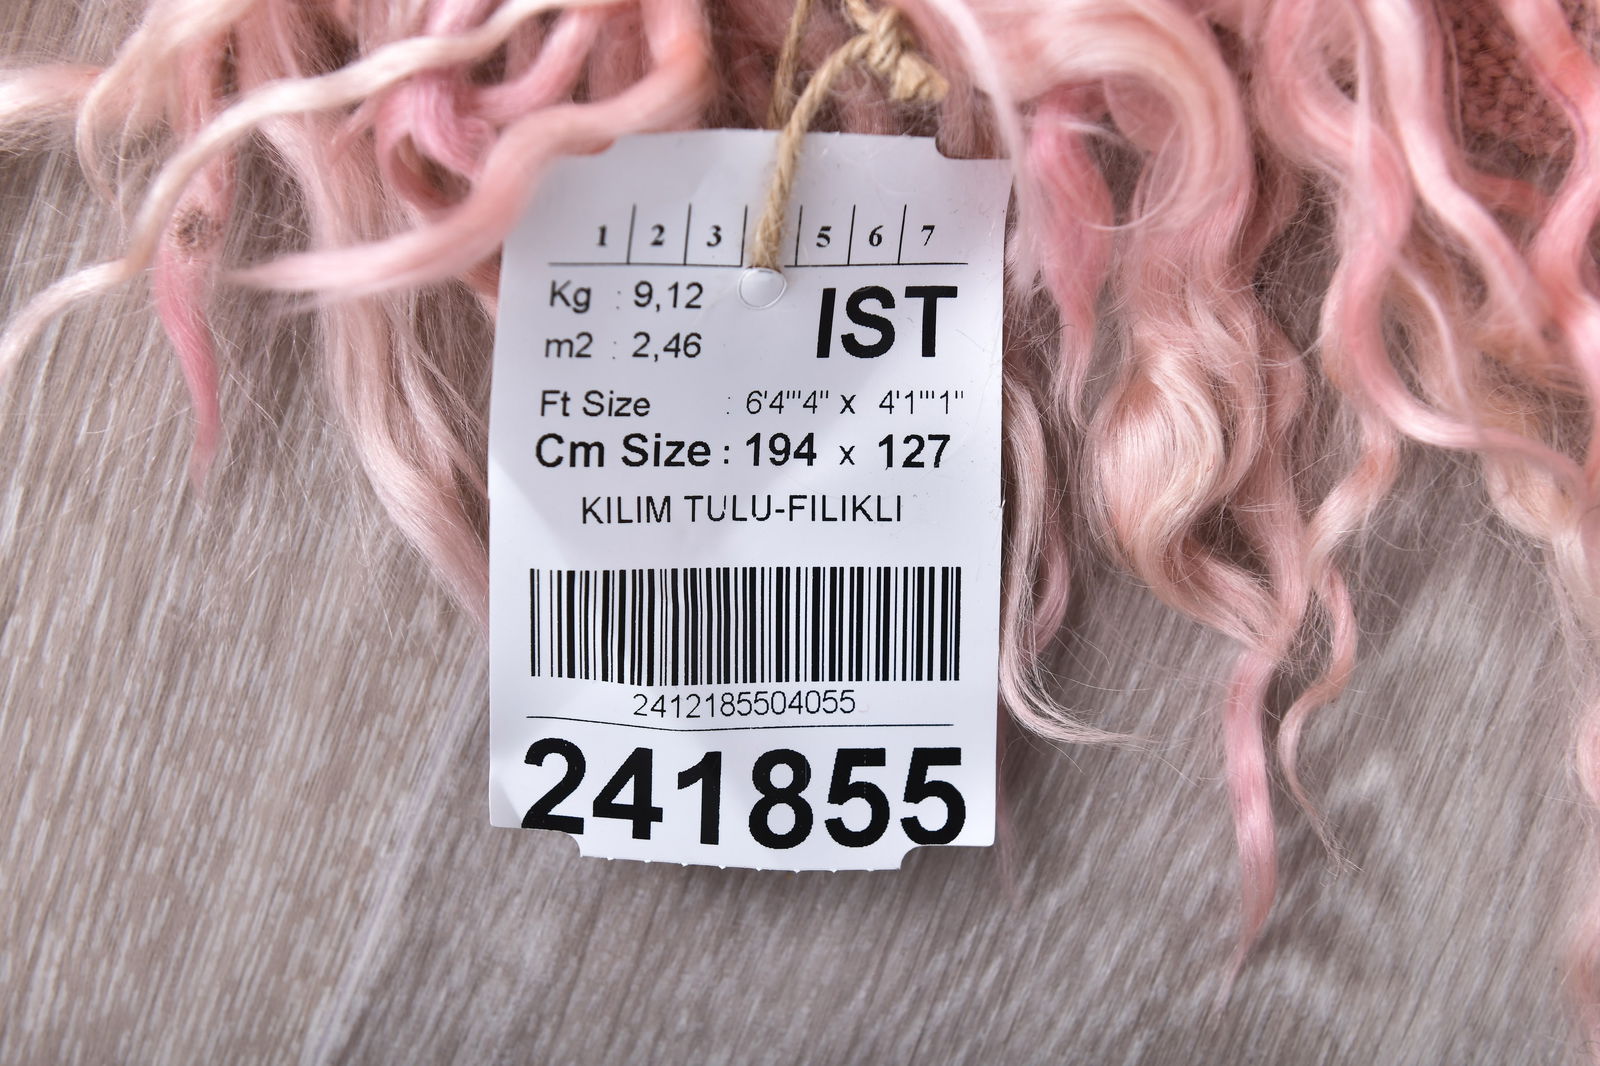 1 2 3 5 6 7
Kg : 9,12
IST
m2 : 2,46
Ft Size : 6'4'''4" x 4'1'''1"
Cm Size : 194 x 127
KILIM TULU-FILIKLI
2412185504055
241855